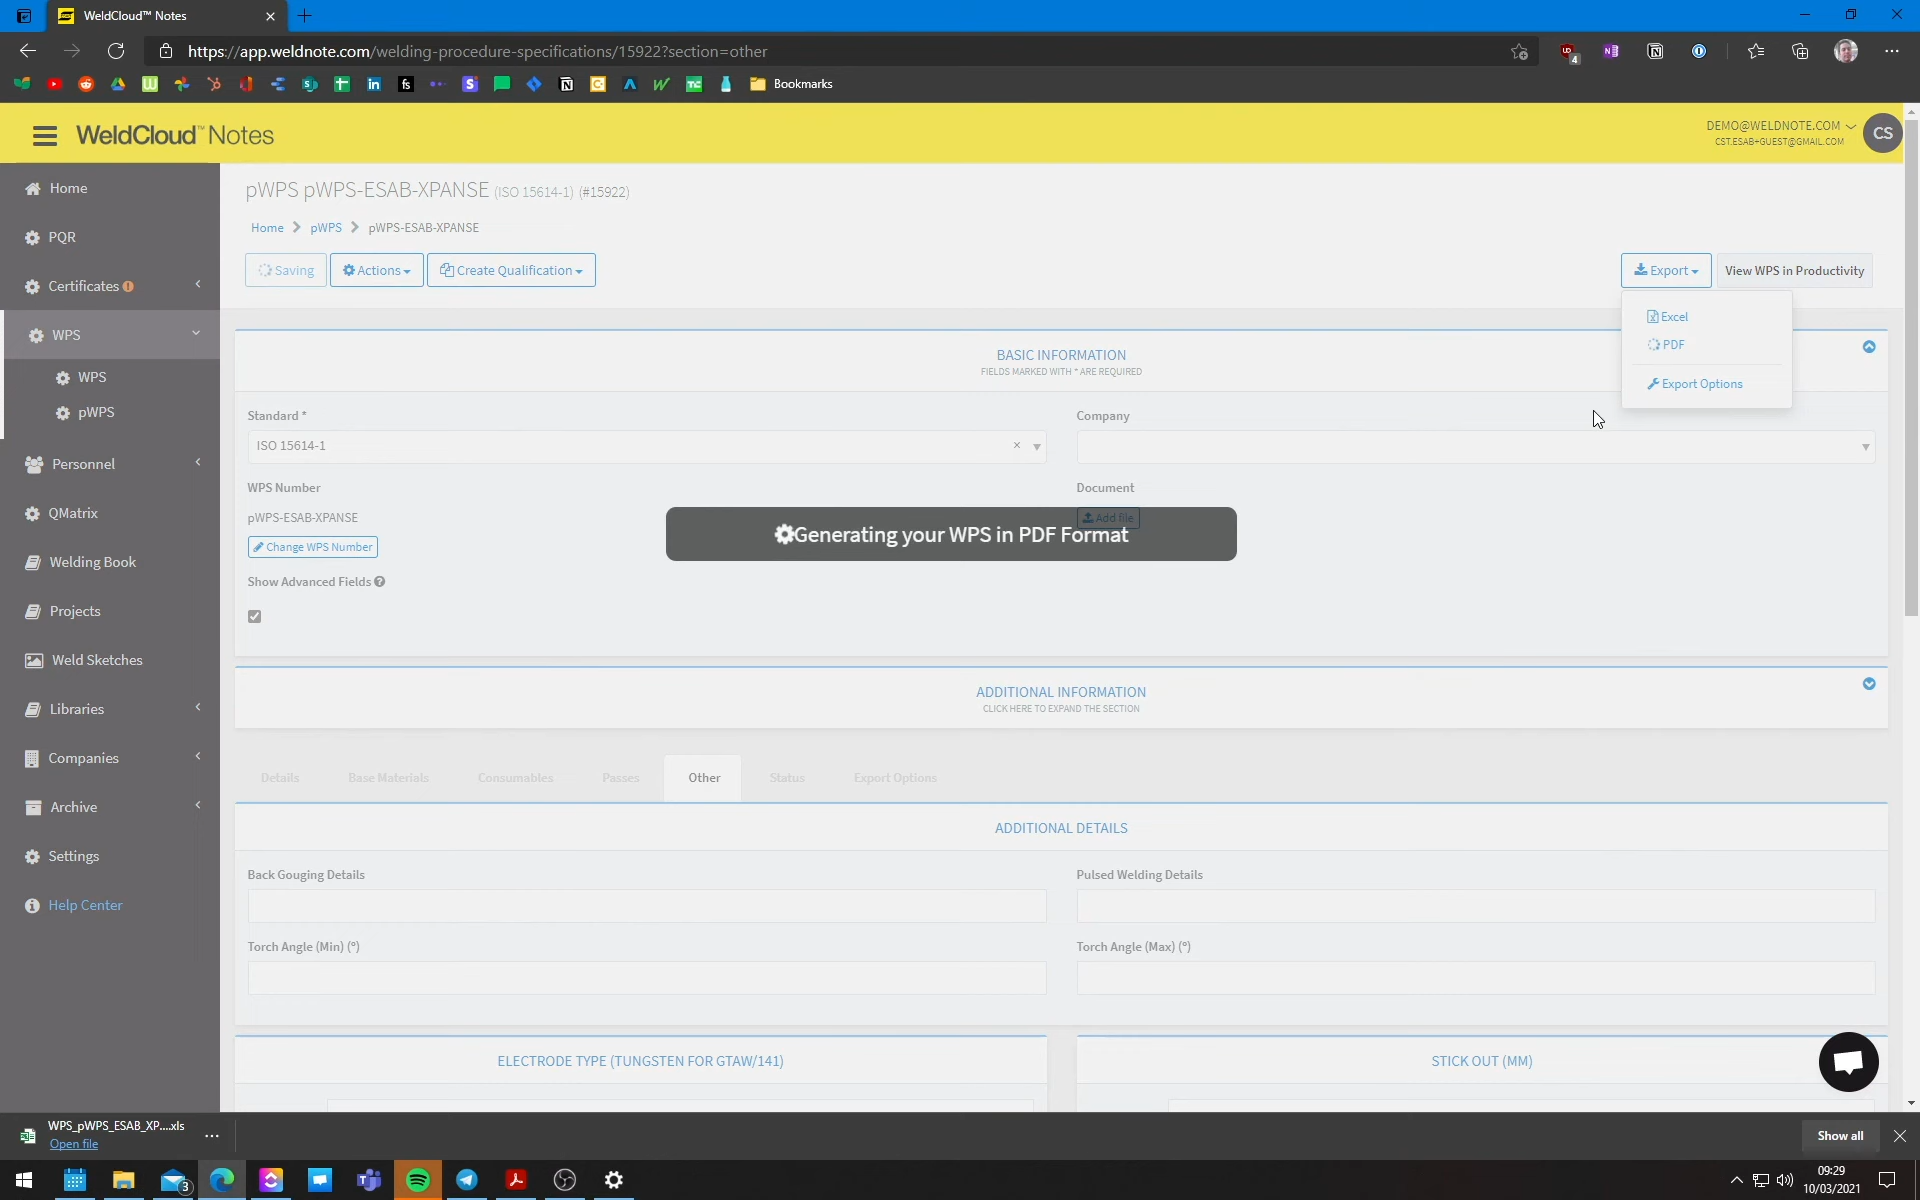 WeldCloud™ Notes
https://app.weldnote.com/welding-procedure-specifications/15922?section=other
4
Bookmarks
WeldCloud™ Notes
DEMO@WELDNOTE.COM
CST.ESAB+GUEST@GMAIL.COM
CS
Home
PQR
Certificates
WPS
WPS
pWPS
Personnel
QMatrix
Welding Book
Projects
Weld Sketches
Libraries
Companies
Archive
Settings
Help Center
pWPS pWPS-ESAB-XPANSE (ISO 15614-1) (#15922)
Home pWPS pWPS-ESAB-XPANSE
Saving Actions Create Qualification
Export View WPS in Productivity
Excel
PDF
Export Options
BASIC INFORMATION
FIELDS MARKED WITH * ARE REQUIRED
Standard *
ISO 15614-1
Company
WPS Number
pWPS-ESAB-XPANSE
Change WPS Number
Document
Add file
Generating your WPS in PDF Format
Show Advanced Fields
ADDITIONAL INFORMATION
CLICK HERE TO EXPAND THE SECTION
Details Base Materials Consumables Passes Other Status Export Options
ADDITIONAL DETAILS
Back Gouging Details
Pulsed Welding Details
Torch Angle (Min) (º)
Torch Angle (Max) (º)
ELECTRODE TYPE (TUNGSTEN FOR GTAW/141)
STICK OUT (MM)
WPS_pWPS_ESAB_XP....xls
Open file
Show all
3
09:29
10/03/2021